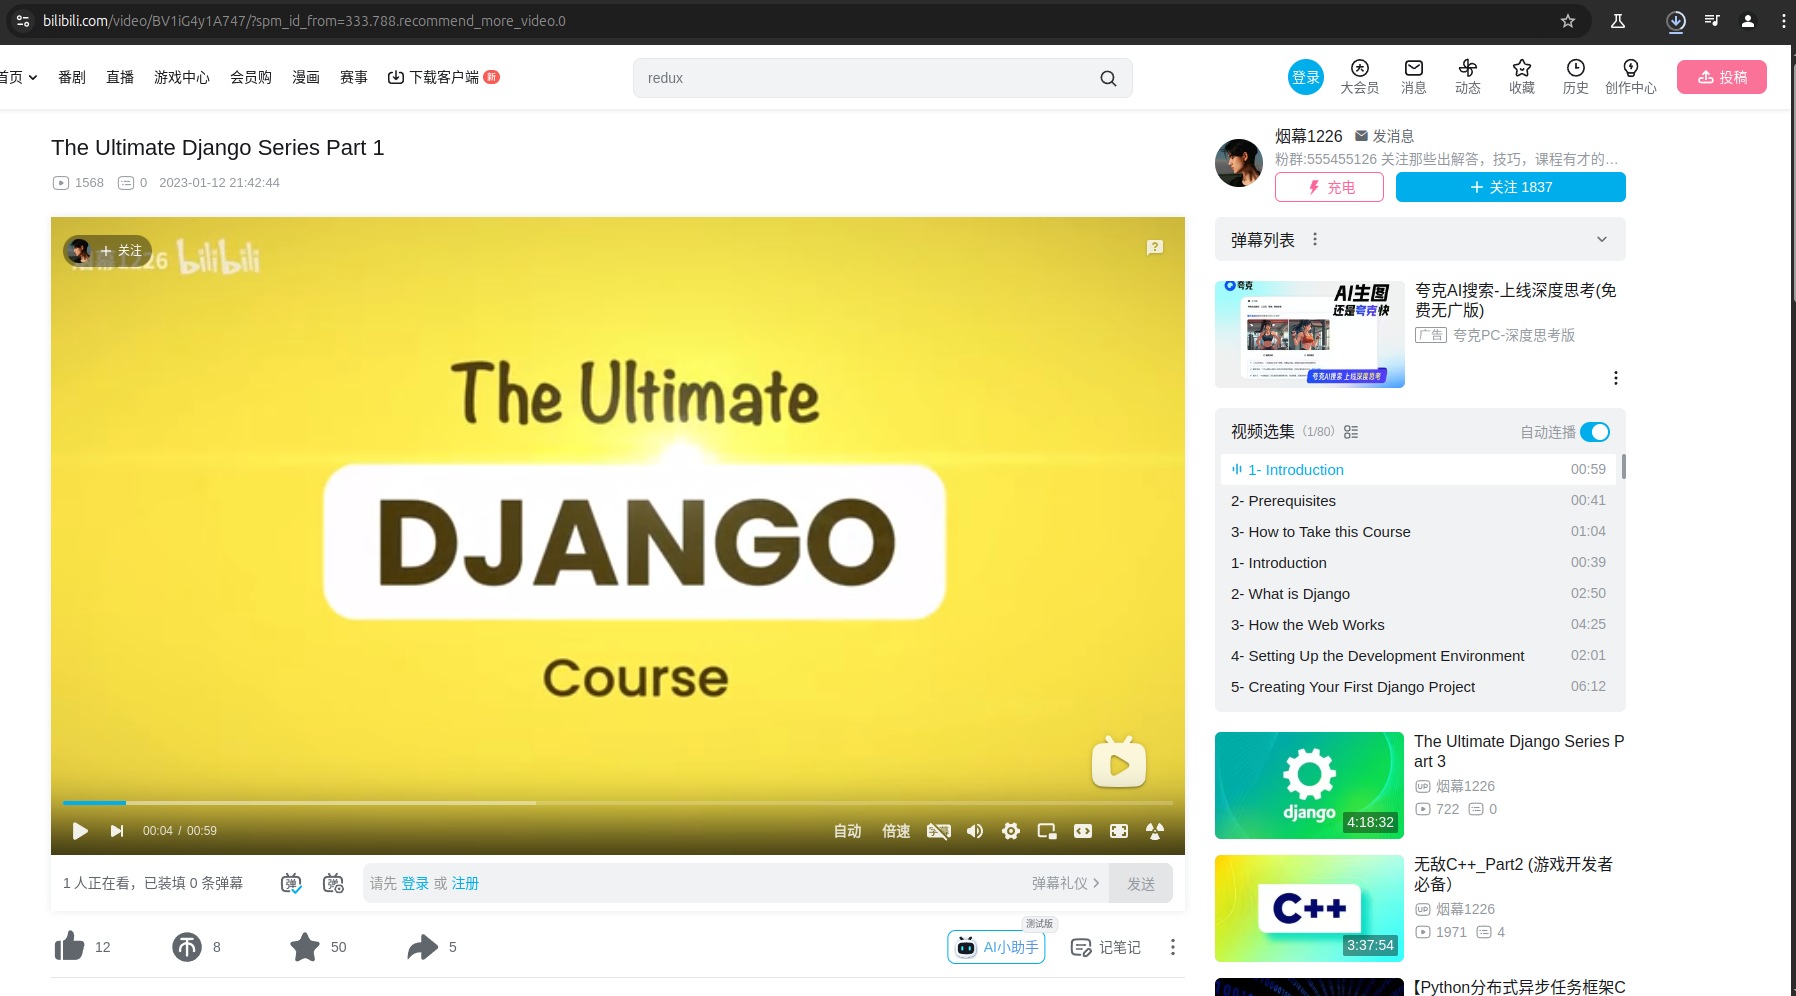 bilibili.com/video/BV1iG4y1A747/?spm_id_from=333.788.recommend_more_video.0
首页
番剧
直播
游戏中心
会员购
漫画
赛事
下载客户端
新
redux
登录
大会员
消息
动态
收藏
历史
创作中心
投稿
The Ultimate Django Series Part 1
1568
0
2023-01-12 21:42:44
烟幕1226
发消息
粉群:555455126 关注那些出解答，技巧，课程有才的…
充电
+ 关注 1837
+ 关注
bilibili
The Ultimate
DJANGO
Course
00:04 / 00:59
自动
倍速
1 人正在看，已装填 0 条弹幕
请先 登录 或 注册
弹幕礼仪
发送
12
8
50
5
测试版
AI小助手
记笔记
弹幕列表
夸克
AI生图
还是夸克快
夸克AI搜索 上线深度思考
夸克AI搜索-上线深度思考(免
费无广版)
广告 夸克PC-深度思考版
视频选集 （1/80）
自动连播
1- Introduction 00:59
2- Prerequisites 00:41
3- How to Take this Course 01:04
1- Introduction 00:39
2- What is Django 02:50
3- How the Web Works 04:25
4- Setting Up the Development Environment 02:01
5- Creating Your First Django Project 06:12
django
4:18:32
The Ultimate Django Series P
art 3
UP 烟幕1226
722
0
C++
3:37:54
无敌C++_Part2 (游戏开发者
必备）
UP 烟幕1226
1971
4
【Python分布式异步任务框架C